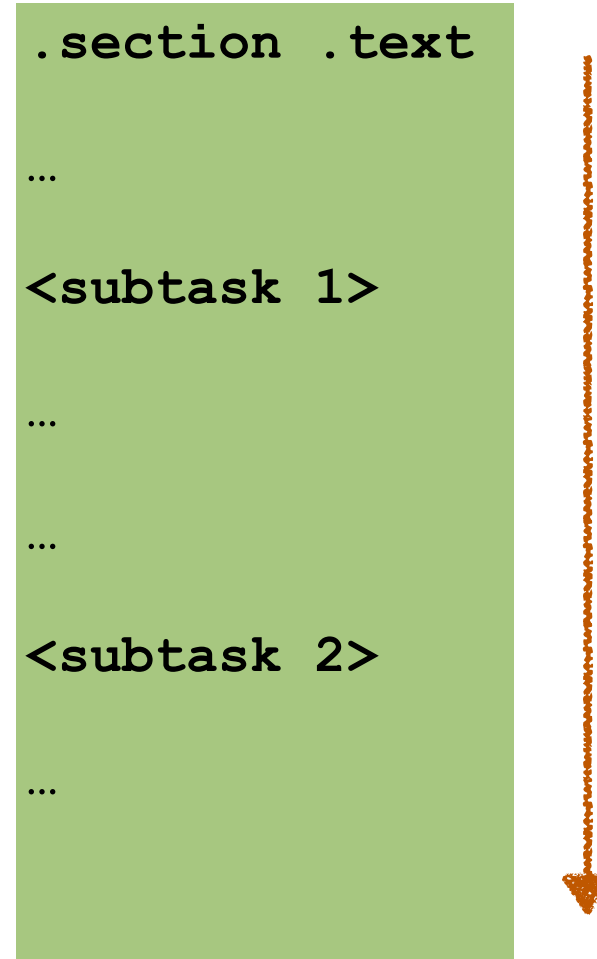 .section .text
…
<subtask 1>
…
…
<subtask 2>
…